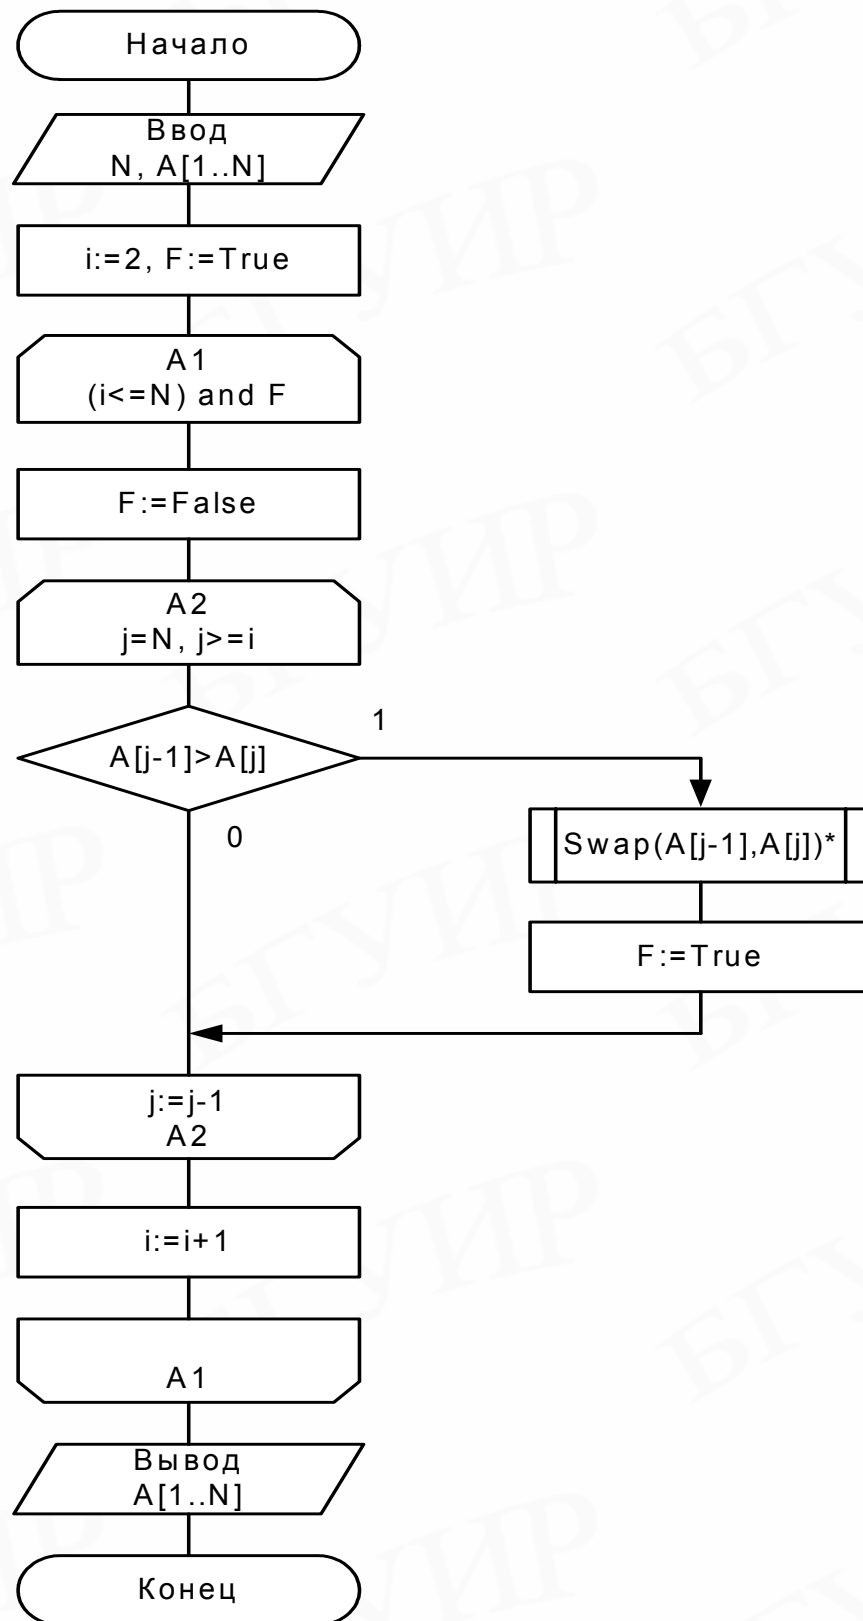 Начало
Ввод
N, A[1..N]
i:=2, F:=True
A1
(i<=N) and F
F:=False
A2
j=N, j>=i
1
A[j-1]>A[j]
0
Swap(A[j-1],A[j])*
F:=True
j:=j-1
A2
i:=i+1
A1
Вывод
A[1..N]
Конец
БГУИР